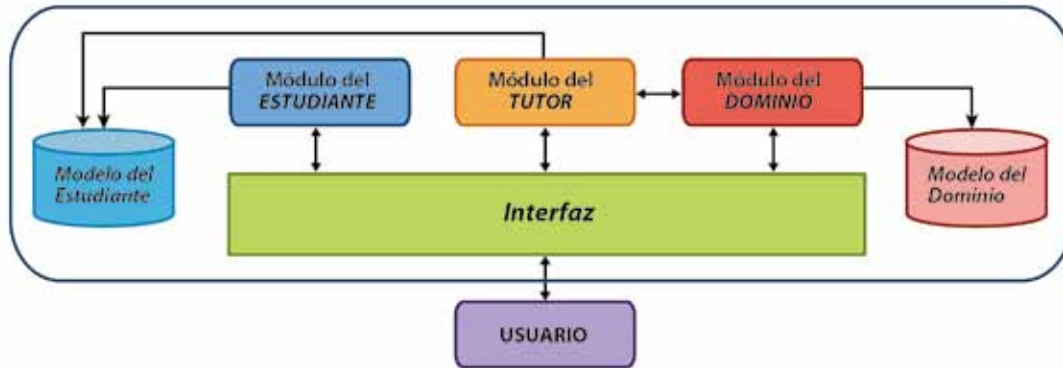 Módulo del
ESTUDIANTE
Módulo del
TUTOR
Módulo del
DOMINIO
Modelo del
Estudiante
Interfaz
Modelo del
Dominio
USUARIO